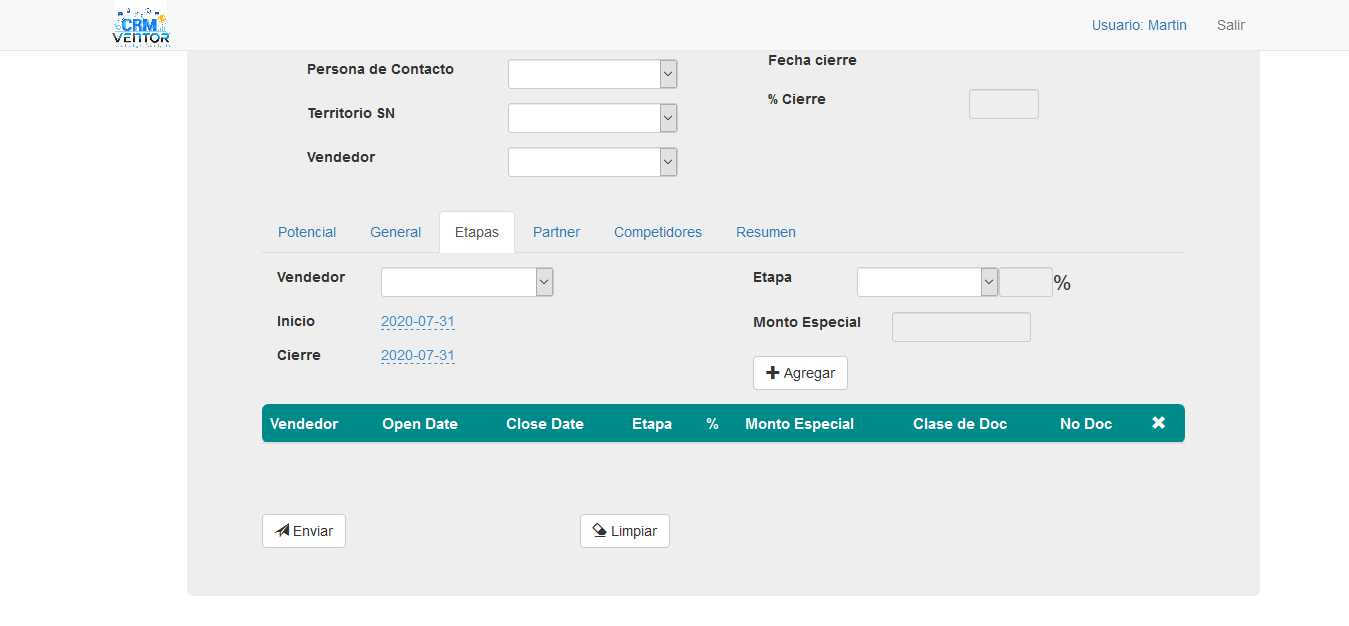 CRM
VENTOR
Usuario: Martin Salir
Persona de Contacto
Fecha cierre
Territorio SN
% Cierre
Vendedor
Potencial General Etapas Partner Competidores Resumen
Vendedor
Etapa %
Inicio 2020-07-31
Monto Especial
Cierre 2020-07-31
Agregar
Vendedor Open Date Close Date Etapa % Monto Especial Clase de Doc No Doc
Enviar Limpiar